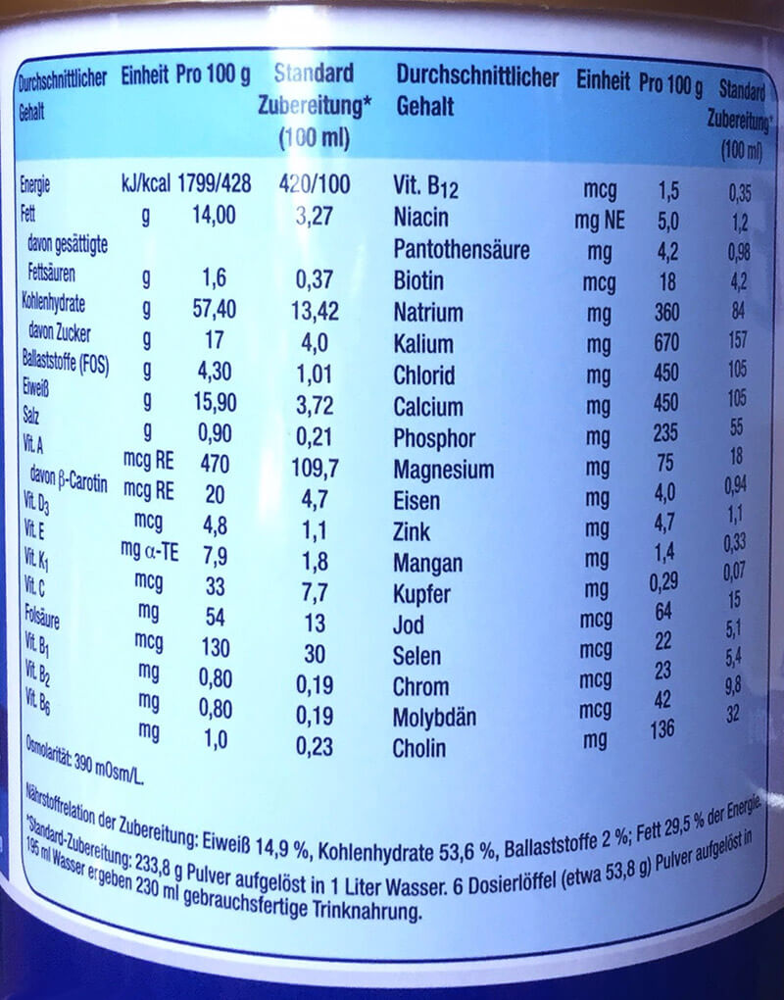 Durchschnittlicher Einheit Pro 100 g Standard
Gehalt Zubereitung*
(100 ml)
Energie kJ/kcal 1799/428 420/100
Fett g 14,00 3,27
davon gesättigte
Fettsäuren g 1,6 0,37
Kohlenhydrate g 57,40 13,42
davon Zucker g 17 4,0
Ballaststoffe (FOS) g 4,30 1,01
Eiweiß g 15,90 3,72
Salz g 0,90 0,21
Vit. A mcg RE 470 109,7
davon β-Carotin mcg RE 20 4,7
Vit. D3 mcg 4,8 1,1
Vit. E mg α-TE 7,9 1,8
Vit. K1 mcg 33 7,7
Vit. C mg 54 13
Folsäure mcg 130 30
Vit. B1 mg 0,80 0,19
Vit. B2 mg 0,80 0,19
Vit. B6 mg 1,0 0,23
Durchschnittlicher Einheit Pro 100 g Standard
Gehalt Zubereitung*
(100 ml)
Vit. B12 mcg 1,5 0,35
Niacin mg NE 5,0 1,2
Pantothensäure mg 4,2 0,98
Biotin mcg 18 4,2
Natrium mg 360 84
Kalium mg 670 157
Chlorid mg 450 105
Calcium mg 450 105
Phosphor mg 235 55
Magnesium mg 75 18
Eisen mg 4,0 0,94
Zink mg 4,7 1,1
Mangan mg 1,4 0,33
Kupfer mg 0,29 0,07
Jod mcg 64 15
Selen mcg 22 5,1
Chrom mcg 23 5,4
Molybdän mcg 42 9,8
Cholin mg 136 32
Osmolarität: 390 mOsm/L.
Nährstoffrelation der Zubereitung: Eiweiß 14,9 %, Kohlenhydrate 53,6 %, Ballaststoffe 2 %; Fett 29,5 % der Energie.
*Standard-Zubereitung: 233,8 g Pulver aufgelöst in 1 Liter Wasser. 6 Dosierlöffel (etwa 53,8 g) Pulver aufgelöst in
195 ml Wasser ergeben 230 ml gebrauchsfertige Trinknahrung.